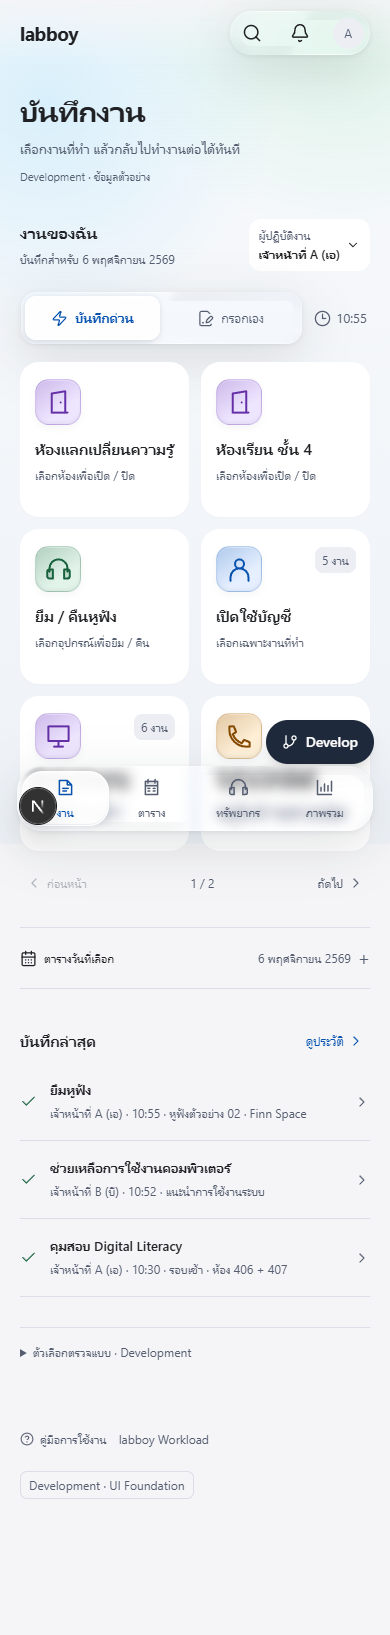 labboy
A
บันทึกงาน
เลือกงานที่ทำ แล้วกลับไปทำงานต่อได้ทันที
Development · ข้อมูลตัวอย่าง
งานของฉัน
บันทึกสำหรับ 6 พฤศจิกายน 2569
ผู้ปฏิบัติงาน
เจ้าหน้าที่ A (เอ)
บันทึกด่วน
กรอกเอง
10:55
ห้องแลกเปลี่ยนความรู้
เลือกห้องเพื่อเปิด / ปิด
ห้องเรียน ชั้น 4
เลือกห้องเพื่อเปิด / ปิด
ยืม / คืนหูฟัง
เลือกอุปกรณ์เพื่อยืม / คืน
5 งาน
เปิดใช้บัญชี
เลือกเฉพาะงานที่ทำ
6 งาน
Develop
N
งาน
ตาราง
ทรัพยากร
ภาพรวม
ก่อนหน้า
1 / 2
ถัดไป
ตารางวันที่เลือก
6 พฤศจิกายน 2569
บันทึกล่าสุด
ดูประวัติ
ยืมหูฟัง
เจ้าหน้าที่ A (เอ) · 10:55 · หูฟังตัวอย่าง 02 · Finn Space
ช่วยเหลือการใช้งานคอมพิวเตอร์
เจ้าหน้าที่ B (บี) · 10:52 · แนะนำการใช้งานระบบ
คุมสอบ Digital Literacy
เจ้าหน้าที่ A (เอ) · 10:30 · รอบเช้า · ห้อง 406 + 407
ตัวเลือกตรวจแบบ · Development
คู่มือการใช้งาน
labboy Workload
Development · UI Foundation